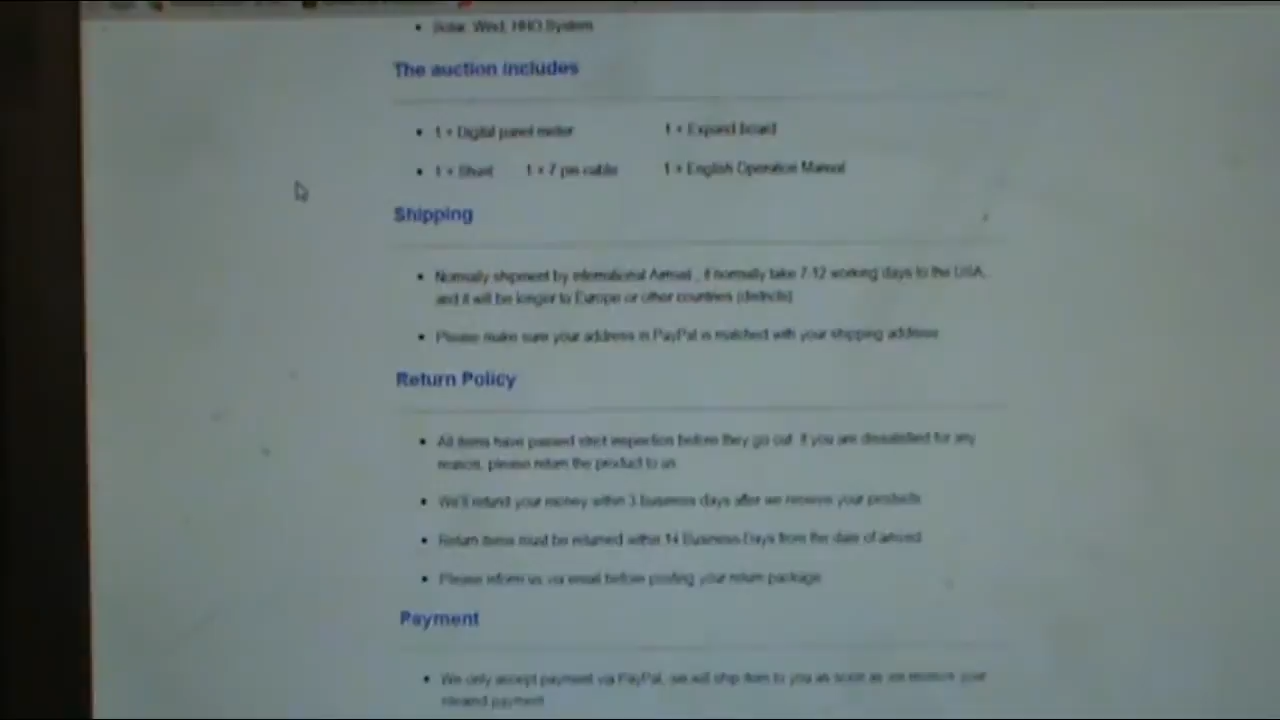 Solar, Wind, HHO System
The auction includes
1 × Digital panel meter 1 × Expand board
1 × Shunt 1 × 7 pin cable 1 × English Operation Manual
Shipping
Normally shipment by international Airmail , it normally take 7-12 working days to the USA,
and it will be longer to Europe or other countries (districts)
Please make sure your address in PayPal is matched with your shipping address
Return Policy
All items have passed strict inspection before they go out. If you are dissatisfied for any
reason, please return the product to us.
We'll refund your money within 3 business days after we receive your products.
Return items must be returned within 14 Business Days from the date of arrived.
Please inform us via email before posting your return package.
Payment
We only accept payment via PayPal, we will ship item to you as soon as we receive your
cleared payment